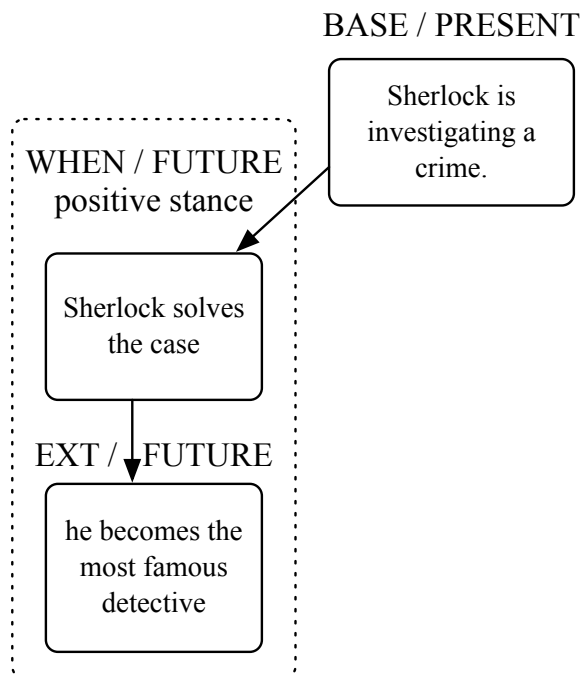 BASE / PRESENT
Sherlock is
investigating a
crime.
WHEN / FUTURE
positive stance
Sherlock solves
the case
EXT / FUTURE
he becomes the
most famous
detective